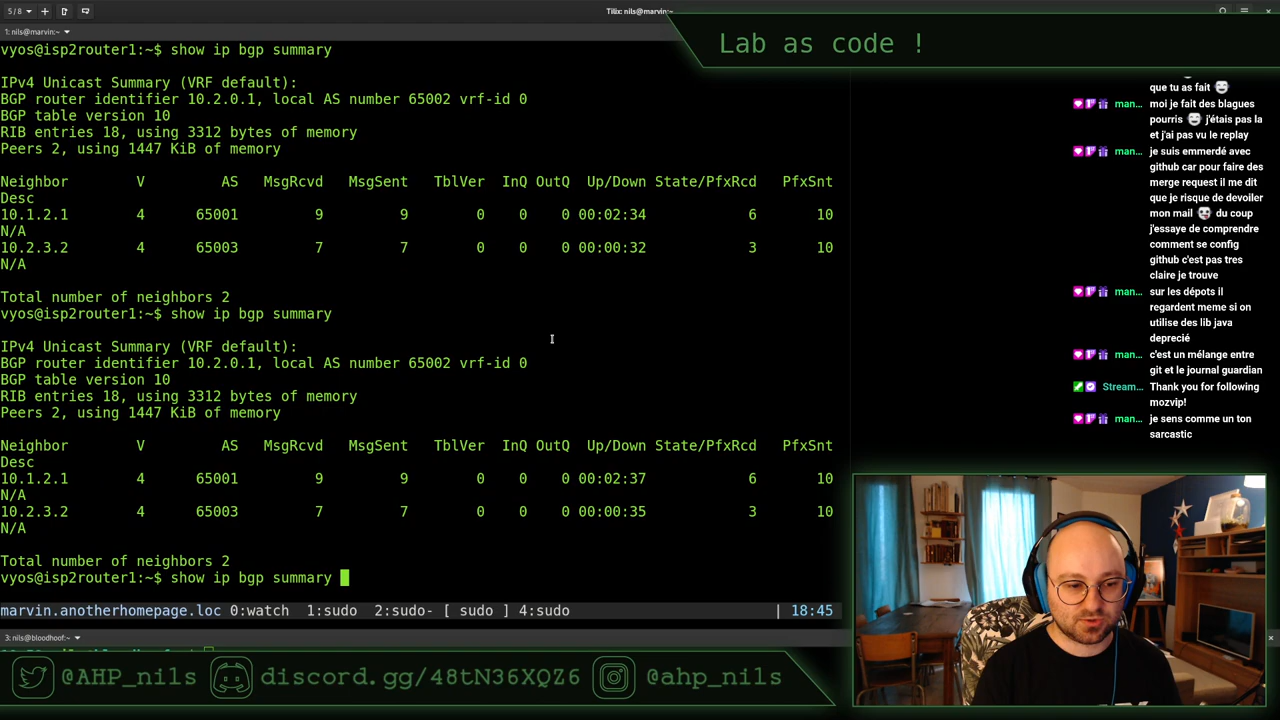 5/8
Tilix: nils@marvin:~
1: nils@marvin:~
Lab as code !
vyos@isp2router1:~$ show ip bgp summary
IPv4 Unicast Summary (VRF default):
BGP router identifier 10.2.0.1, local AS number 65002 vrf-id 0
BGP table version 10
RIB entries 18, using 3312 bytes of memory
Peers 2, using 1447 KiB of memory
Neighbor V AS MsgRcvd MsgSent TblVer InQ OutQ Up/Down State/PfxRcd PfxSnt
Desc
10.1.2.1 4 65001 9 9 0 0 0 00:02:34 6 10
N/A
10.2.3.2 4 65003 7 7 0 0 0 00:00:32 3 10
N/A
Total number of neighbors 2
vyos@isp2router1:~$ show ip bgp summary
IPv4 Unicast Summary (VRF default):
BGP router identifier 10.2.0.1, local AS number 65002 vrf-id 0
BGP table version 10
RIB entries 18, using 3312 bytes of memory
Peers 2, using 1447 KiB of memory
Neighbor V AS MsgRcvd MsgSent TblVer InQ OutQ Up/Down State/PfxRcd PfxSnt
Desc
10.1.2.1 4 65001 9 9 0 0 0 00:02:37 6 10
N/A
10.2.3.2 4 65003 7 7 0 0 0 00:00:35 3 10
N/A
Total number of neighbors 2
vyos@isp2router1:~$ show ip bgp summary
marvin.anotherhomepage.loc 0:watch 1:sudo 2:sudo- [ sudo ] 4:sudo | 18:45
3: nils@bloodhoof:~
que tu as fait
man... moi je fait des blagues
pourris j'étais pas la
et j'ai pas vu le replay
man... je suis emmerdé avec
github car pour faire des
merge request il me dit
que je risque de devoiler
mon mail du coup
j'essaye de comprendre
comment se config
github c'est pas tres
claire je trouve
man... sur les dépots il
regardent meme si on
utilise des lib java
deprecié
man... c'est un mélange entre
git et le journal guardian
Stream... Thank you for following
mozvip!
man... je sens comme un ton
sarcastic
@AHP_nils discord.gg/48tN36XQZ6 @ahp_nils